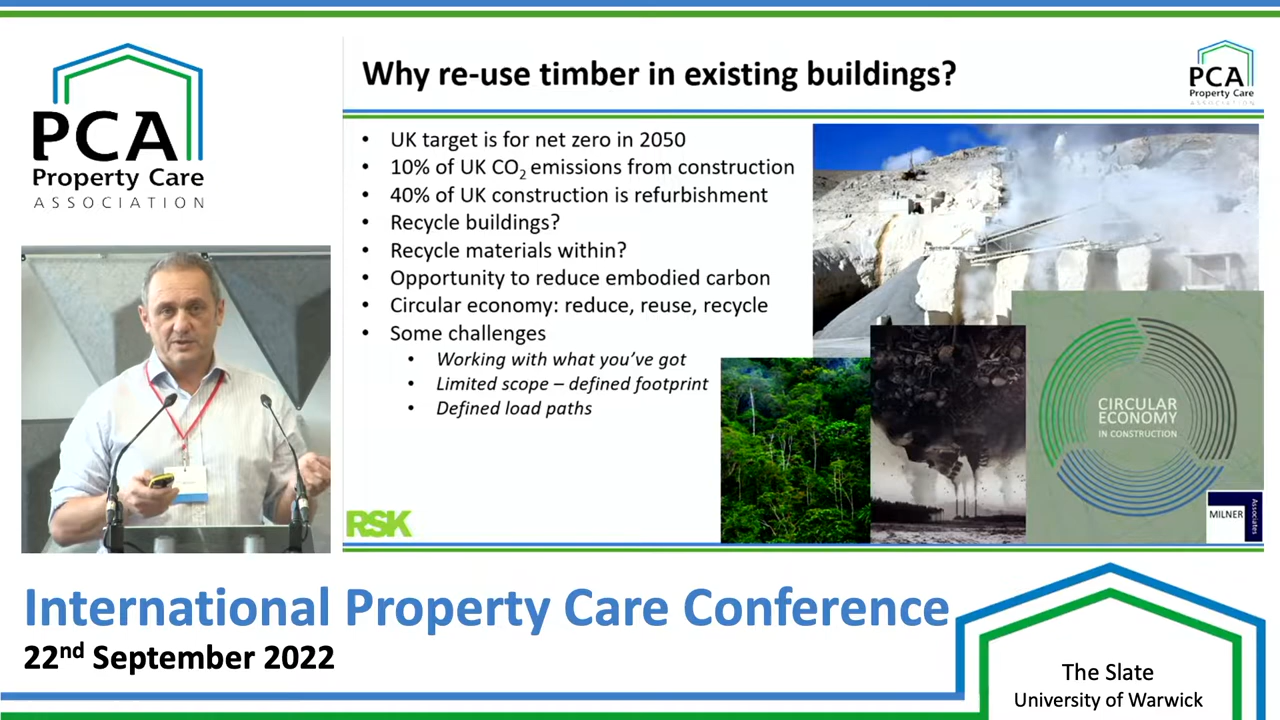 PCA
Property Care
ASSOCIATION
Why re-use timber in existing buildings?
PCA
Property Care
ASSOCIATION
• UK target is for net zero in 2050
• 10% of UK CO₂ emissions from construction
• 40% of UK construction is refurbishment
• Recycle buildings?
• Recycle materials within?
• Opportunity to reduce embodied carbon
• Circular economy: reduce, reuse, recycle
• Some challenges
• Working with what you’ve got
• Limited scope – defined footprint
• Defined load paths
CIRCULAR
ECONOMY
IN CONSTRUCTION
RSK
MILNER
Associates
International Property Care Conference
22nd September 2022
The Slate
University of Warwick